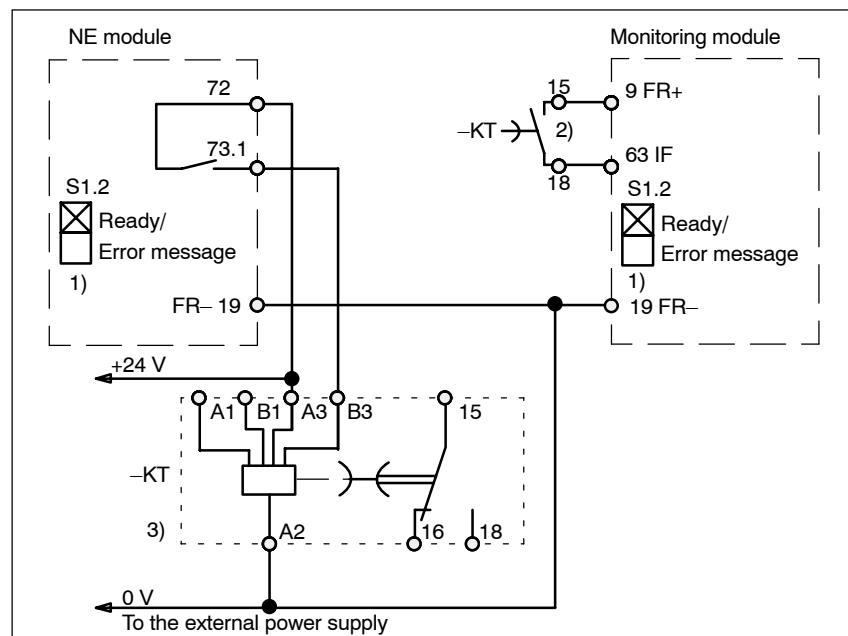 NE module
Monitoring module
72
15
9 FR+
–KT
2)
73.1
63 IF
18
S1.2
S1.2
Ready/
Error message
Ready/
Error message
1)
1)
FR– 19
19 FR–
+24 V
A1
B1
A3
B3
15
–KT
3)
A2
16
18
0 V
To the external power supply